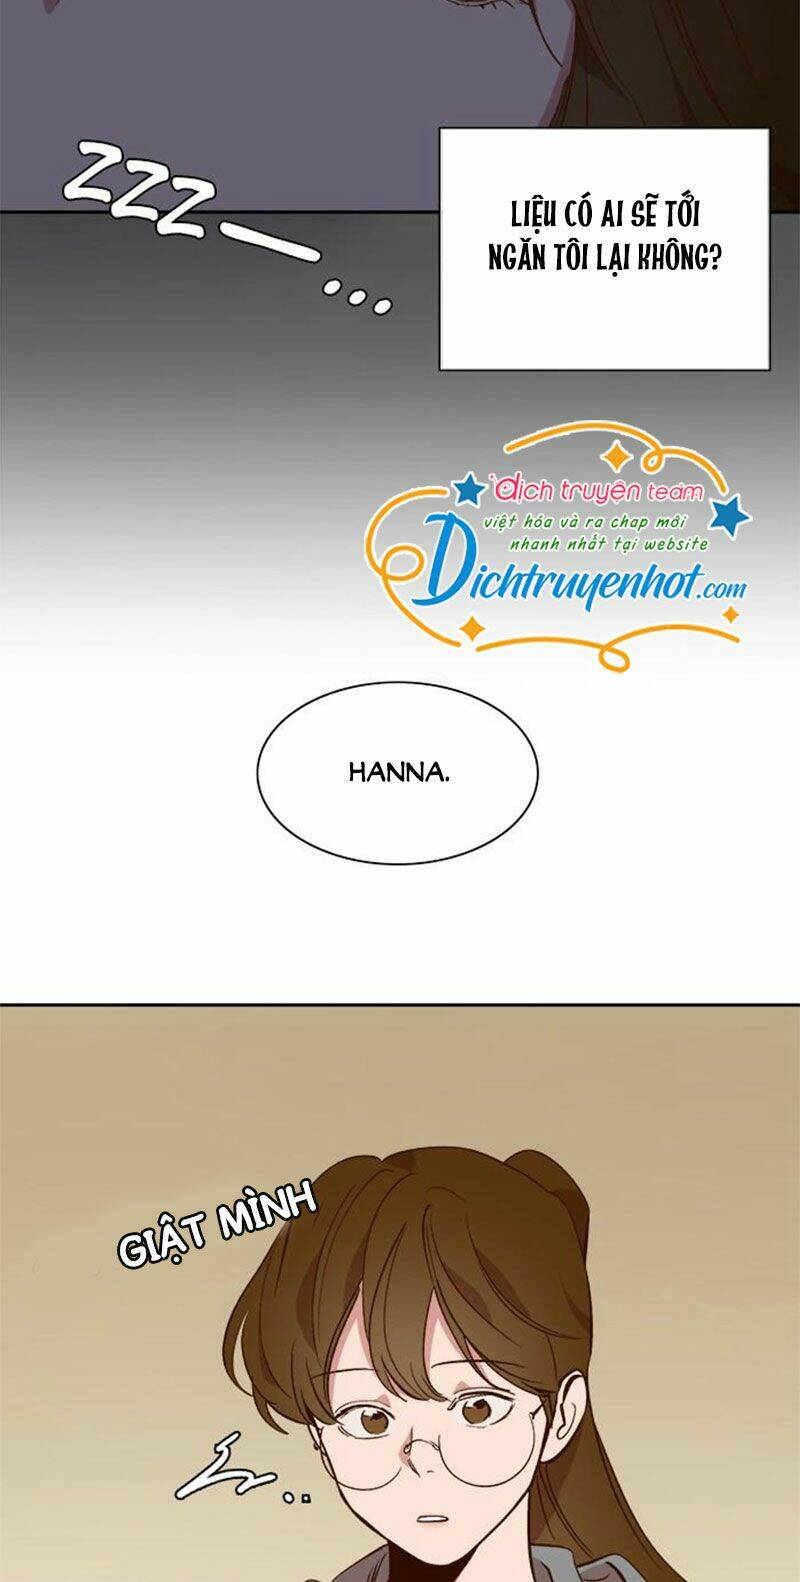 ZZZ—...
LIỆU CÓ AI SẼ TỚI
NGĂN TÔI LẠI KHÔNG?
dịch truyện team
việt hóa và ra chap mới
nhanh nhất tại website
Dichtruyenhot.com
HANNA.
GIẬT MÌNH